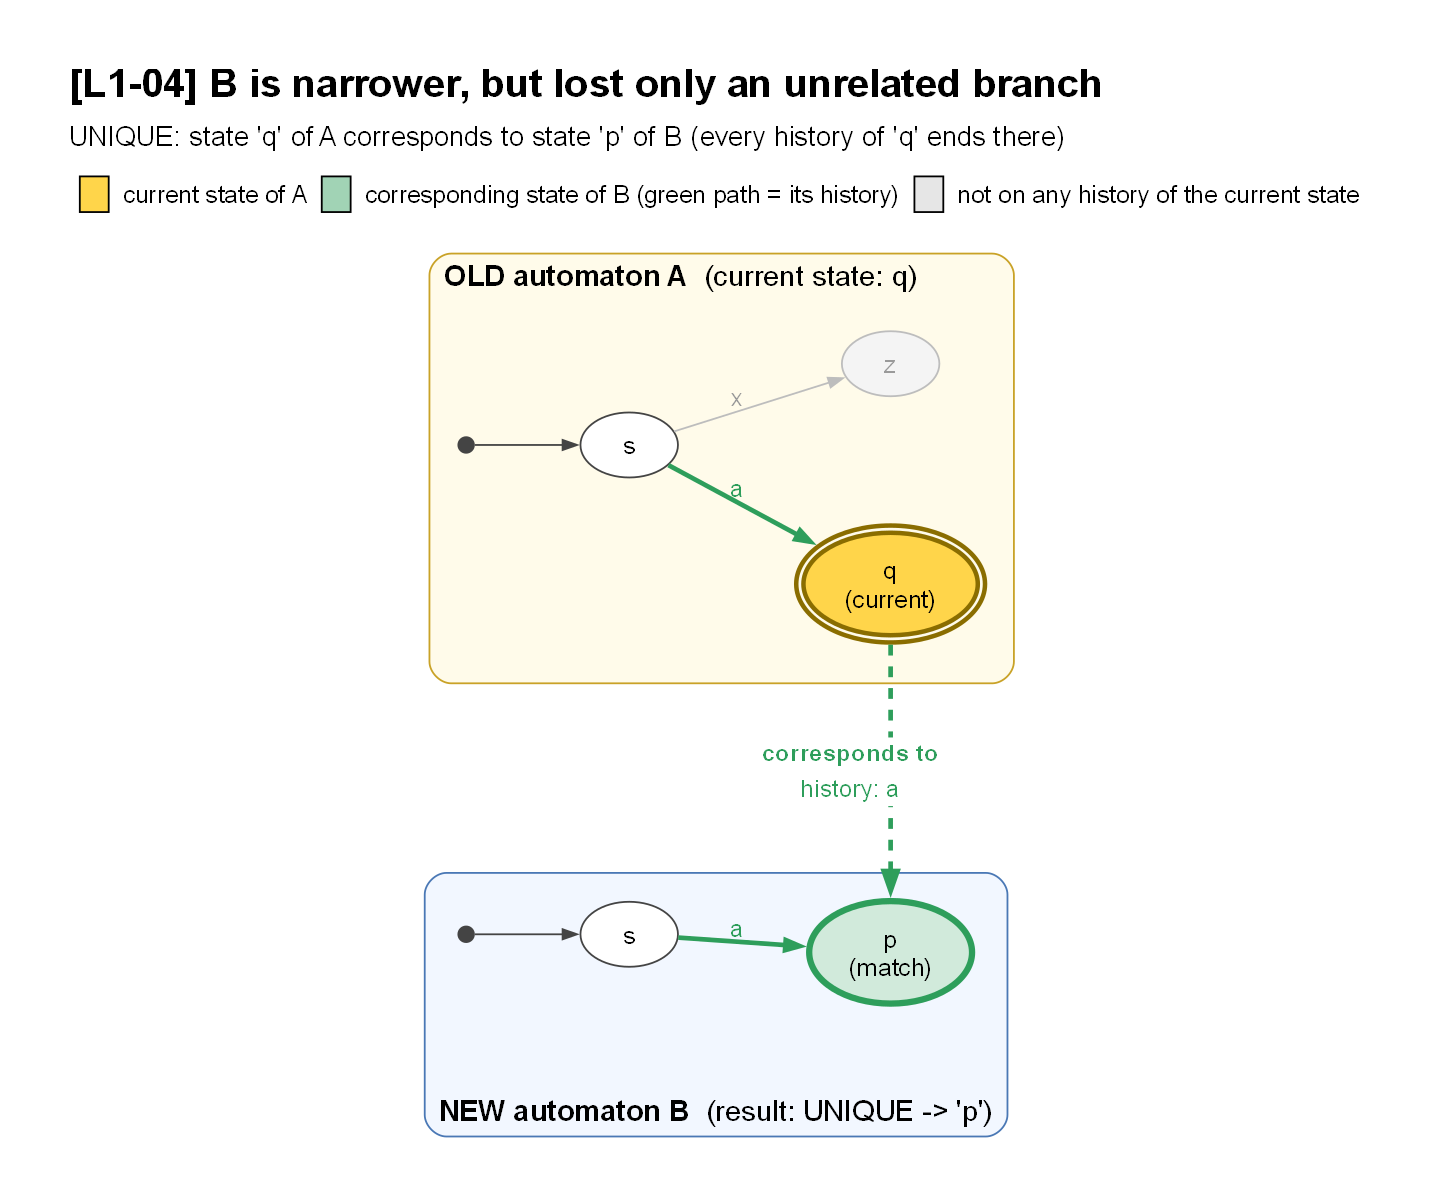 [L1-04] B is narrower, but lost only an unrelated branch
UNIQUE: state 'q' of A corresponds to state 'p' of B (every history of 'q' ends there)
current state of A
corresponding state of B (green path = its history)
not on any history of the current state
OLD automaton A (current state: q)
z
x
s
a
q
(current)
corresponds to
history: a
s
a
p
(match)
NEW automaton B (result: UNIQUE -> 'p')